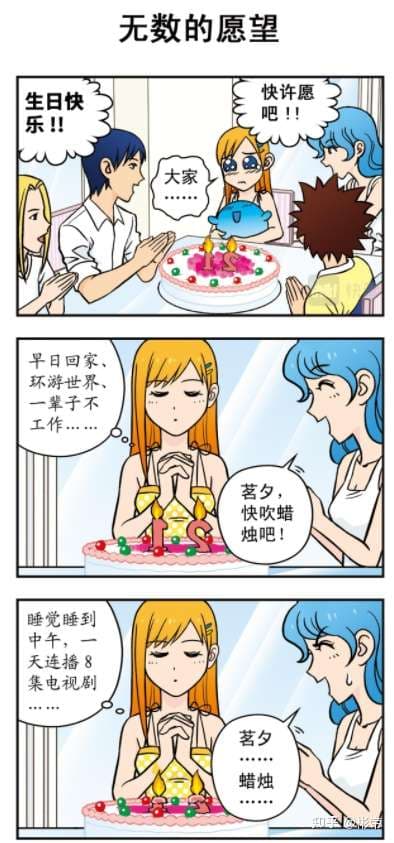 无数的愿望
生日快
乐!!
大家
……
快许愿
吧!!
早日回家、
环游世界、
一辈子不
工作……
茗夕，
快吹蜡
烛吧！
睡觉睡到
中午，一
天连播8
集电视剧
……
茗夕
……
蜡烛
……